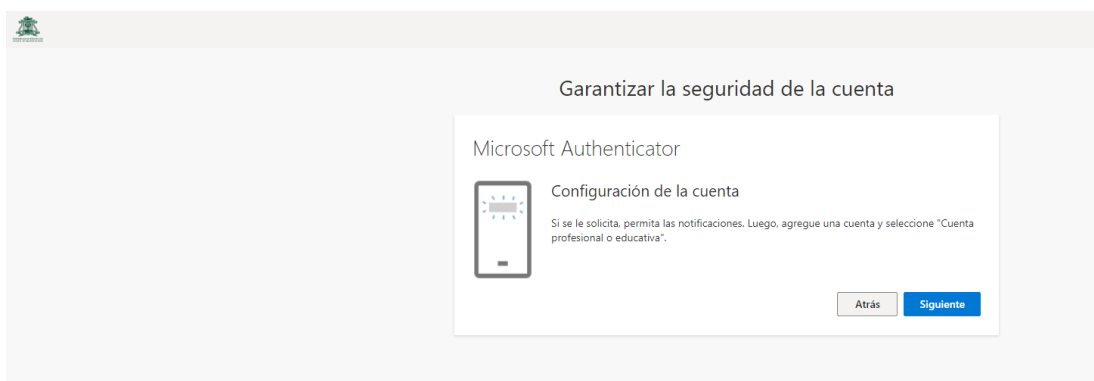 Garantizar la seguridad de la cuenta
Microsoft Authenticator
Configuración de la cuenta
Si se le solicita, permita las notificaciones. Luego, agregue una cuenta y seleccione "Cuenta
profesional o educativa".
Atrás
Siguiente